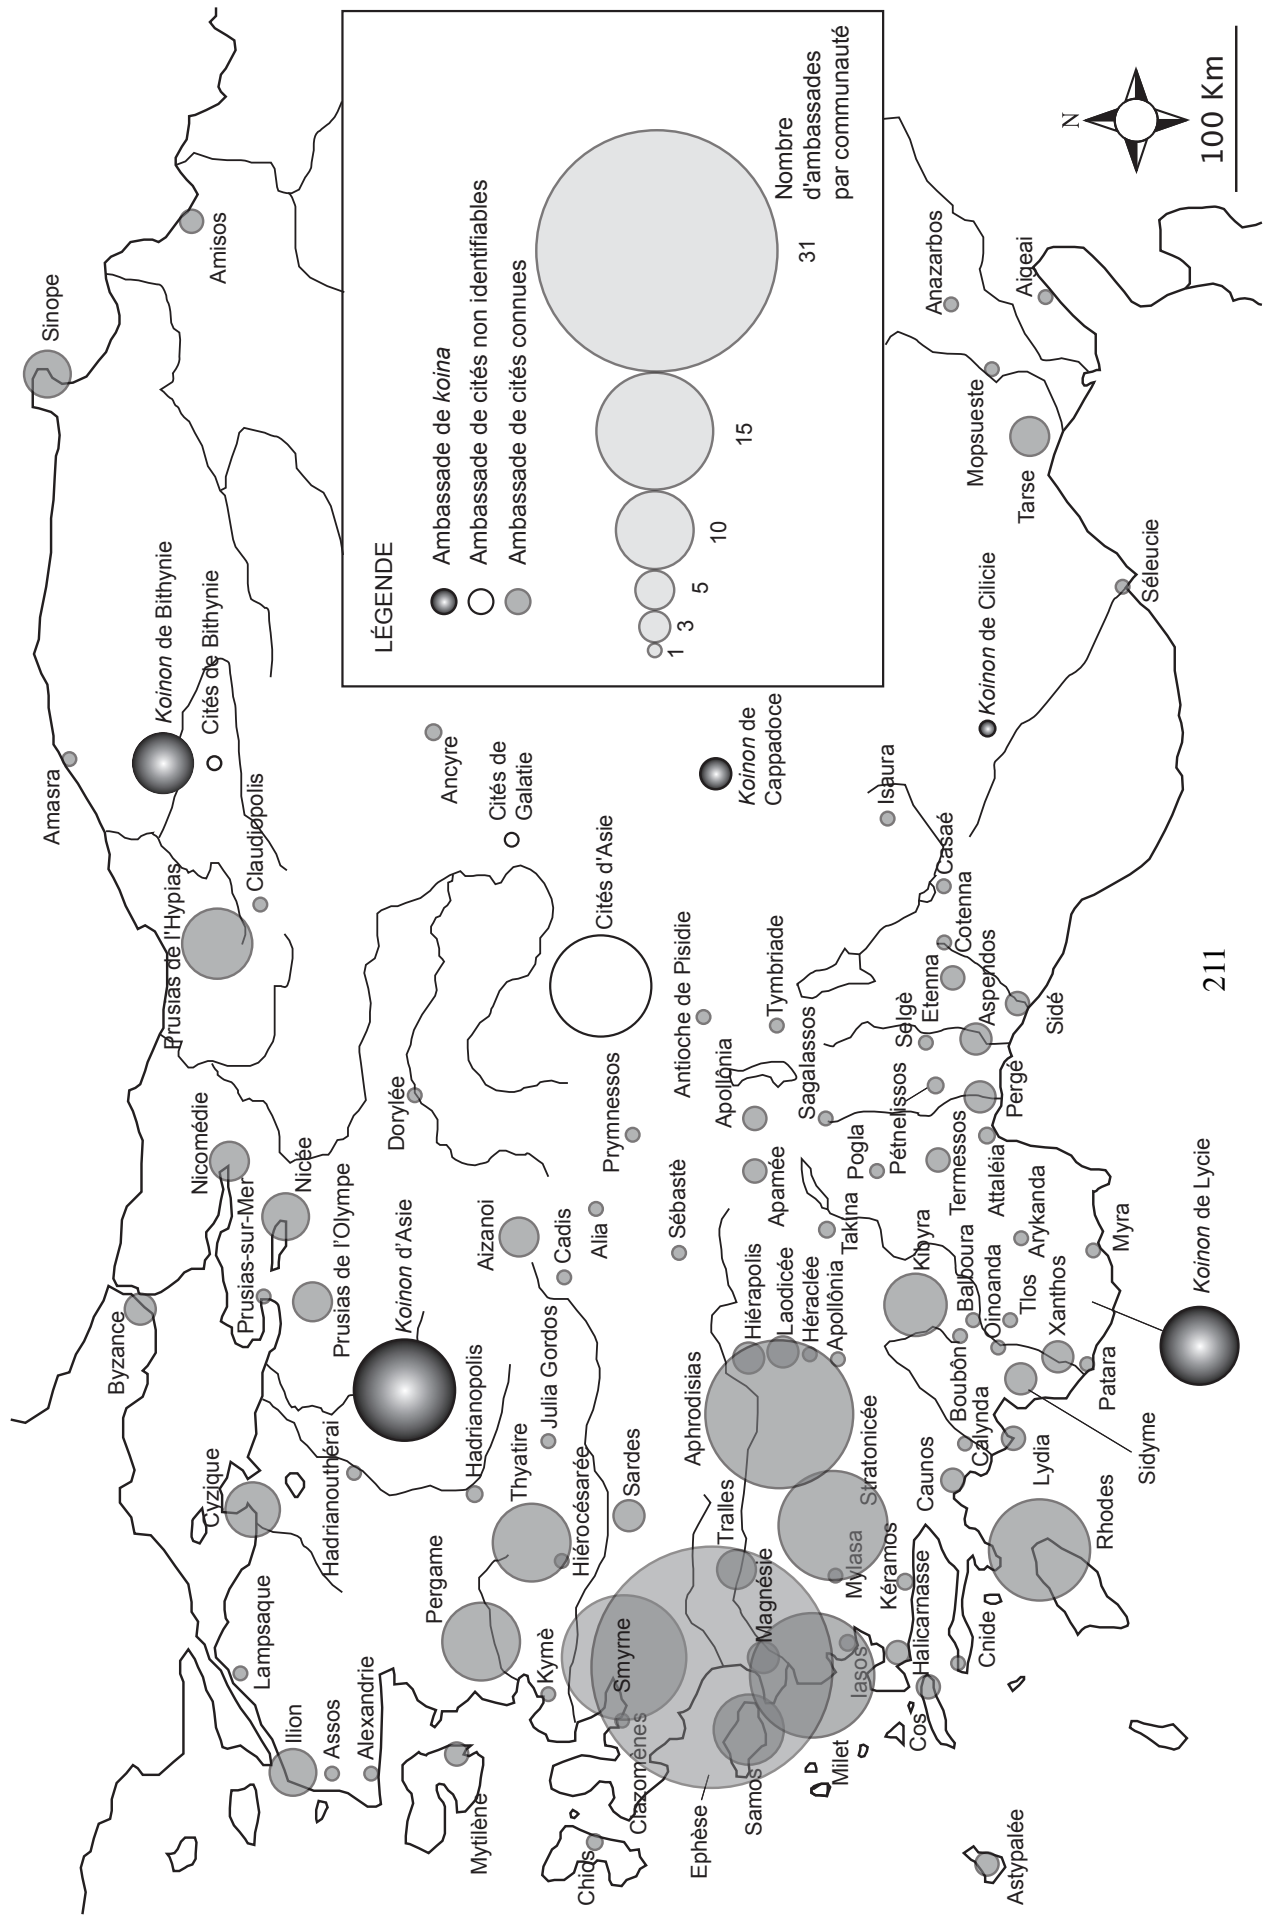 Sinope
Amisos
Amasra
Koinon de Bithynie
Cités de Bithynie
Claudiopolis
Prusias de l'Hypias
Nicomédie
Nicée
Prusias-sur-Mer
Prusias de l'Olympe
Byzance
Cyzique
Hadrianouthérai
Lampsaque
Ilion
Assos
Alexandrie
Mytilène
Pergame
Koinon d'Asie
Hadrianopolis
Thyatire
Julia Gordos
Hiérocésarée
Sardes
Kymè
Smyrne
Clazomènes
Chios
Ephèse
Samos
Milet
Magnésie
Tralles
Iasos
Mylasa
Stratonicée
Kéramos
Halicarnasse
Cos
Cnide
Astypalée
Rhodes
Caunos
Calynda
Lydia
Sidyme
Patara
Xanthos
Tlos
Oinoanda
Balboura
Boubôn
Kibyra
Aphrodisias
Hiérapolis
Laodicée
Héraclée
Apollônia
Takina
Apamée
Sébastè
Alia
Cadis
Aizanoi
Dorylée
Prymnessos
Apollônia
Antioche de Pisidie
Tymbriade
Sagalassos
Pogla
Pétnelissos
Termessos
Attaléia
Arykanda
Myra
Koinon de Lycie
Pergé
Selgè
Etenna
Aspendos
Sidé
Cotenna
Casaé
Isaura
Ancyre
Cités de
Galatie
Cités d'Asie
Koinon de
Cappadoce
Koinon de Cilicie
Séleucie
Tarse
Mopsueste
Anazarbos
Aigeai
LÉGENDE
Ambassade de koina
Ambassade de cités non identifiables
Ambassade de cités connues
1
3
5
10
15
31
Nombre
d'ambassades
par communauté
N
100 Km
211